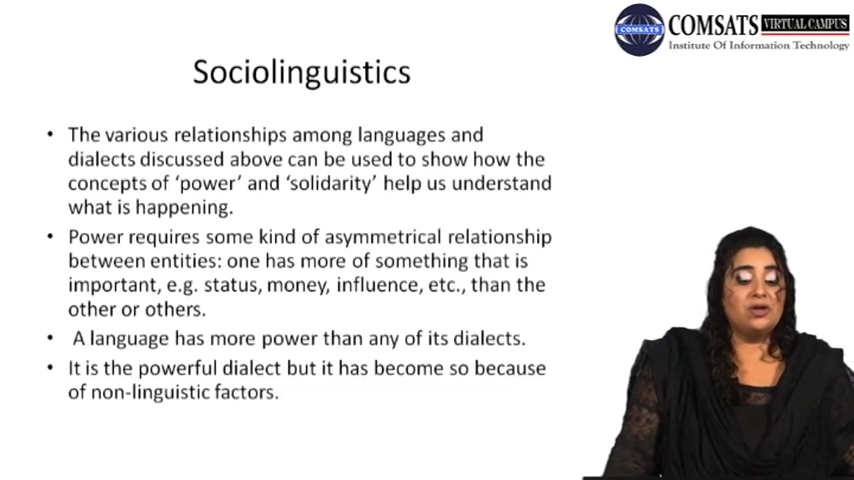 COMSATS VIRTUAL CAMPUS
COMSATS
Institute Of Information Technology
Sociolinguistics
• The various relationships among languages and
dialects discussed above can be used to show how the
concepts of ‘power’ and ‘solidarity’ help us understand
what is happening.
• Power requires some kind of asymmetrical relationship
between entities: one has more of something that is
important, e.g. status, money, influence, etc., than the
other or others.
• A language has more power than any of its dialects.
• It is the powerful dialect but it has become so because
of non-linguistic factors.